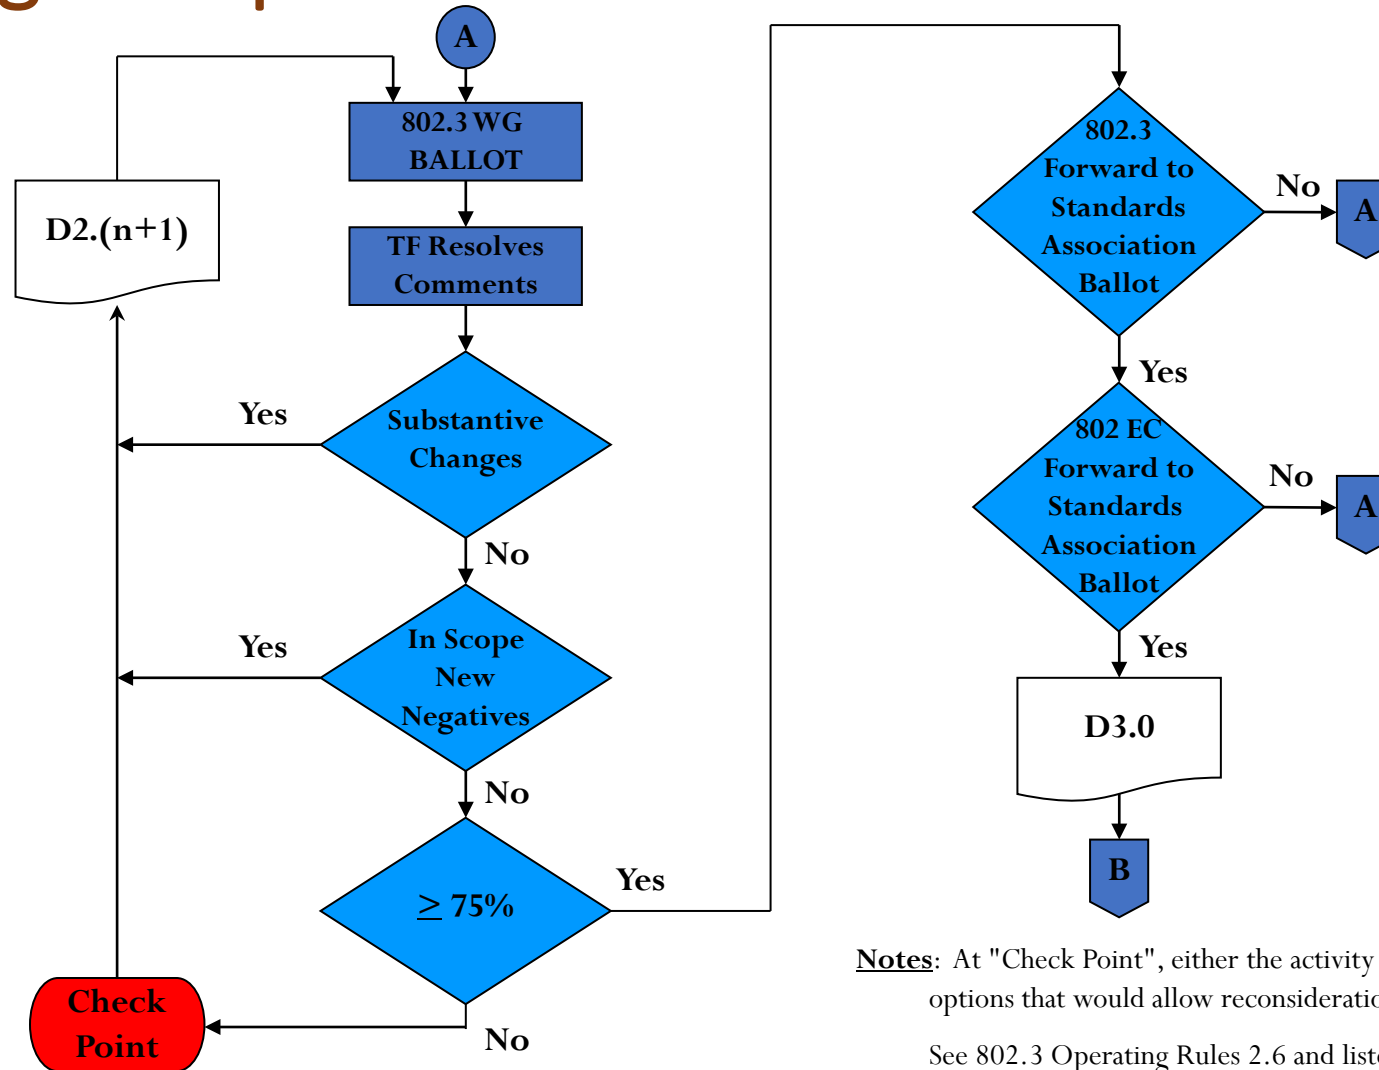 A
802.3 WG
BALLOT
D2.(n+1)
TF Resolves
Comments
Substantive
Changes
Yes
No
In Scope
New
Negatives
Yes
No
≥ 75%
Yes
No
Check
Point
802.3
Forward to
Standards
Association
Ballot
No
A
Yes
802 EC
Forward to
Standards
Association
Ballot
No
A
Yes
D3.0
B
Notes: At "Check Point", either the activity
options that would allow
See 802.3 Operating Rules 2.6 and